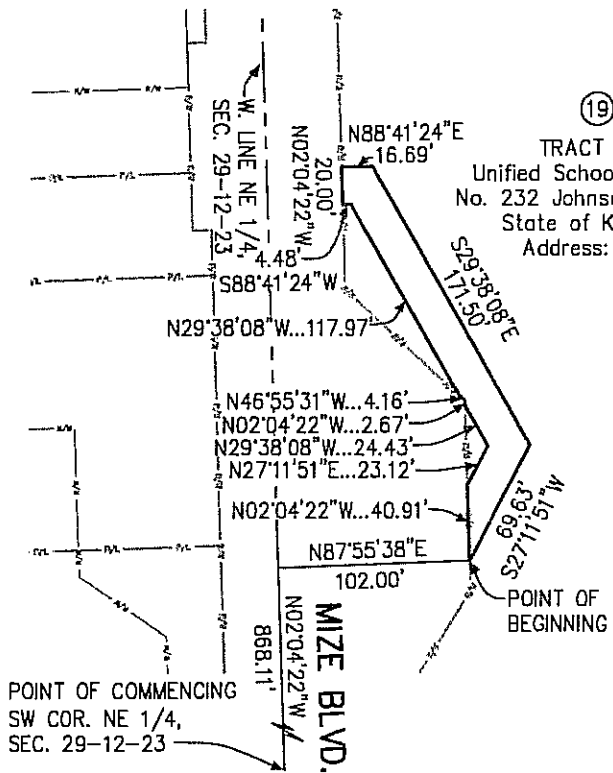 W. LINE NE 1/4,
SEC. 29-12-23
N88°41'24"E
16.69'
20.00'
N02°04'22"W
19
TRACT
Unified Schoo
No. 232 Johns
State of K
Address:
4.48'
S88°41'24"W
S29°38'08"E
171.50'
N29°38'08"W...117.97'
N46°55'31"W...4.16'
N02°04'22"W...2.67'
N29°38'08"W...24.43'
N27°11'51"E...23.12'
N02°04'22"W...40.91'
69.63'
S27°11'51"W
N87°55'38"E
102.00'
POINT OF
BEGINNING
MIZE BLVD.
N02°04'22"W
868.11'
POINT OF COMMENCING
SW COR. NE 1/4,
SEC. 29-12-23
R/W
R/W
P/L
P/L
P/L
P/L
P/L
P/L
R/W